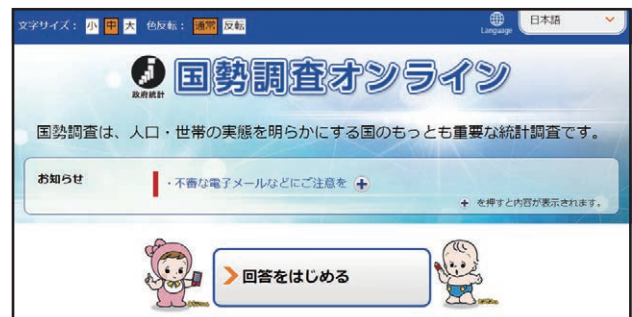 文字サイズ： 小 中 大 色反転： 通常 反転
Language 日本語
政府統計
国勢調査オンライン
国勢調査は、人口・世帯の実態を明らかにする国のもっとも重要な統計調査です。
お知らせ
・不審な電子メールなどにご注意を +
+ を押すと内容が表示されます。
回答をはじめる